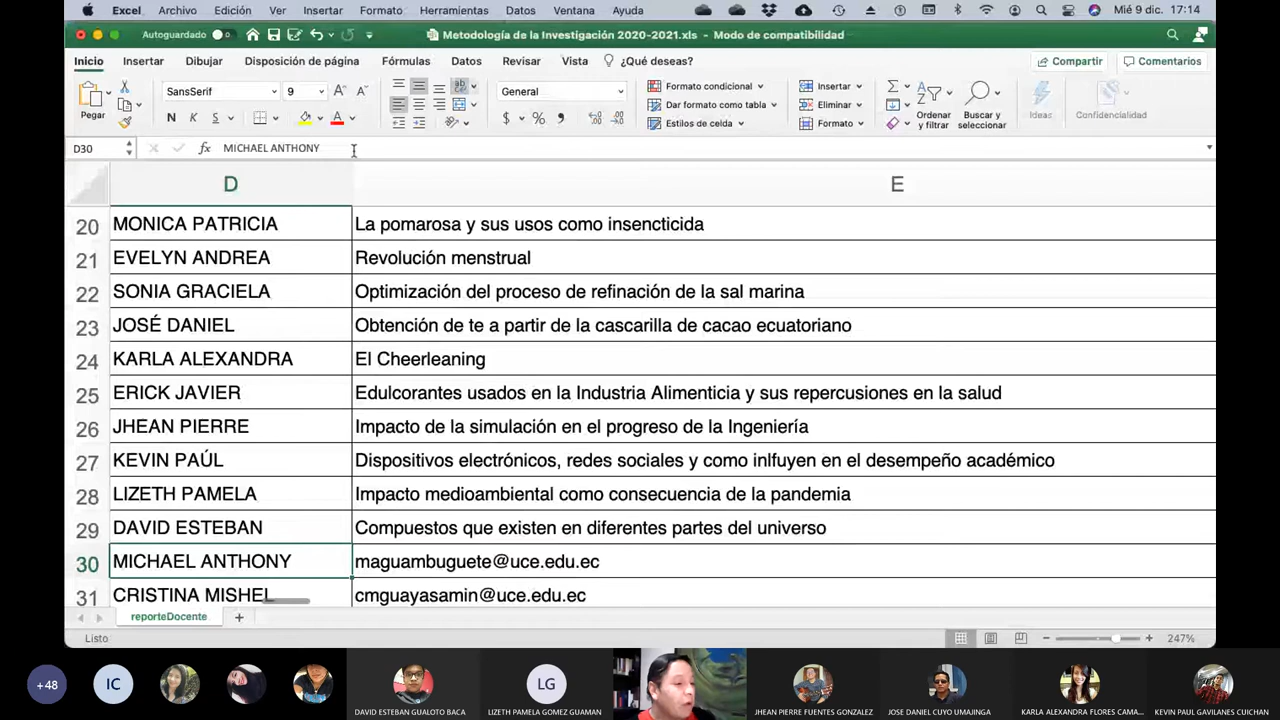 Excel Archivo Edición Ver Insertar Formato Herramientas Datos Ventana Ayuda Mié 9 dic. 17:14
Autoguardado Metodología de la Investigación 2020-2021.xls - Modo de compatibilidad
Inicio Insertar Dibujar Disposición de página Fórmulas Datos Revisar Vista ¿Qué desea? Compartir Comentarios
Pegar SansSerif 9 General Formato condicional Insertar
N K S Dar formato como tabla Eliminar
Estilos de celda Formato Ordenar y filtrar Buscar y seleccionar Ideas Confidencialidad
D30 fx MICHAEL ANTHONY
D E
20 MONICA PATRICIA La pomarosa y sus usos como insencticida
21 EVELYN ANDREA Revolución menstrual
22 SONIA GRACIELA Optimización del proceso de refinación de la sal marina
23 JOSÉ DANIEL Obtención de te a partir de la cascarilla de cacao ecuatoriano
24 KARLA ALEXANDRA El Cheerleaning
25 ERICK JAVIER Edulcorantes usados en la Industria Alimenticia y sus repercusiones en la salud
26 JHEAN PIERRE Impacto de la simulación en el progreso de la Ingeniería
27 KEVIN PAÚL Dispositivos electrónicos, redes sociales y como inlfuyen en el desempeño académico
28 LIZETH PAMELA Impacto medioambiental como consecuencia de la pandemia
29 DAVID ESTEBAN Compuestos que existen en diferentes partes del universo
30 MICHAEL ANTHONY maguambuguete@uce.edu.ec
31 CRISTINA MISHEL cmguayasamin@uce.edu.ec
reporteDocente +
Listo 247%
+48 IC LG
DAVID ESTEBAN GUALOTO BACA LIZETH PAMELA GOMEZ GUAMAN JHEAN PIERRE FUENTES GONZALEZ JOSE DANIEL CUYO UMAJINGA KARLA ALEXANDRA FLORES CAMA... KEVIN PAUL GAVILANES CUICHAN